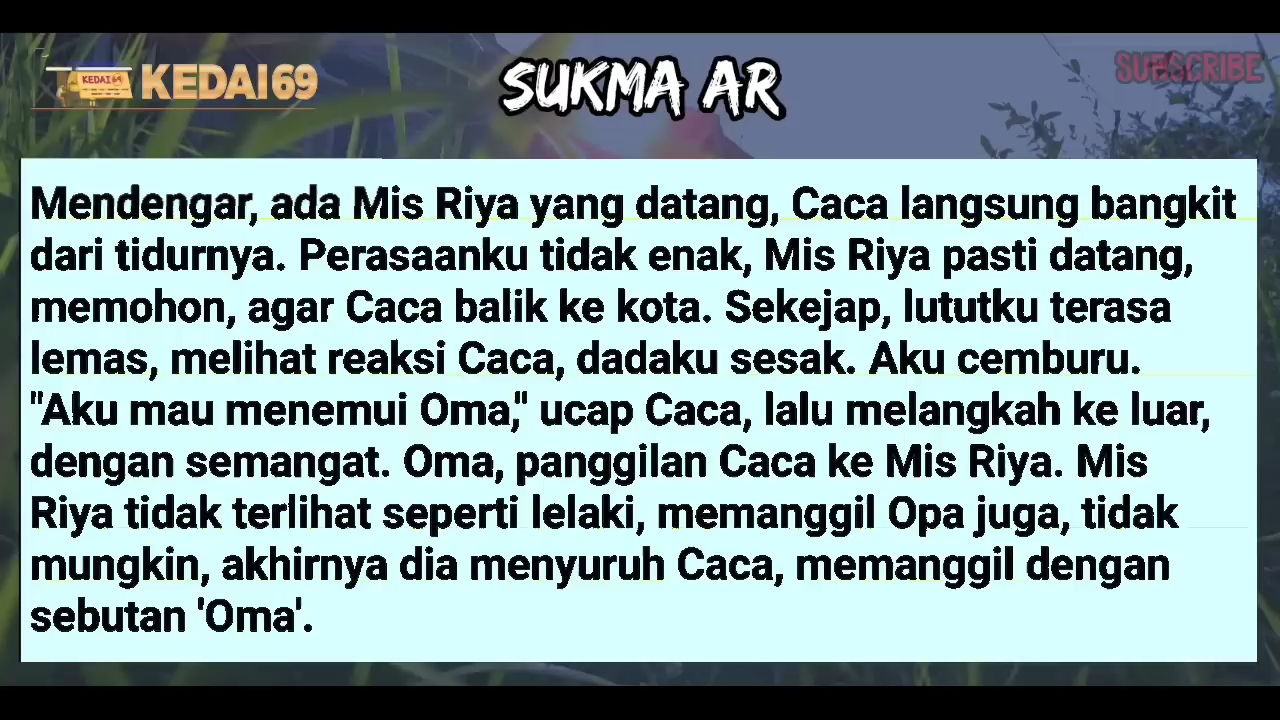 KEDAI 69
KEDAI69
SUKMA AR
SUBSCRIBE
Mendengar, ada Mis Riya yang datang, Caca langsung bangkit
dari tidurnya. Perasaanku tidak enak, Mis Riya pasti datang,
memohon, agar Caca balik ke kota. Sekejap, lututku terasa
lemas, melihat reaksi Caca, dadaku sesak. Aku cemburu.
"Aku mau menemui Oma," ucap Caca, lalu melangkah ke luar,
dengan semangat. Oma, panggilan Caca ke Mis Riya. Mis
Riya tidak terlihat seperti lelaki, memanggil Opa juga, tidak
mungkin, akhirnya dia menyuruh Caca, memanggil dengan
sebutan 'Oma'.